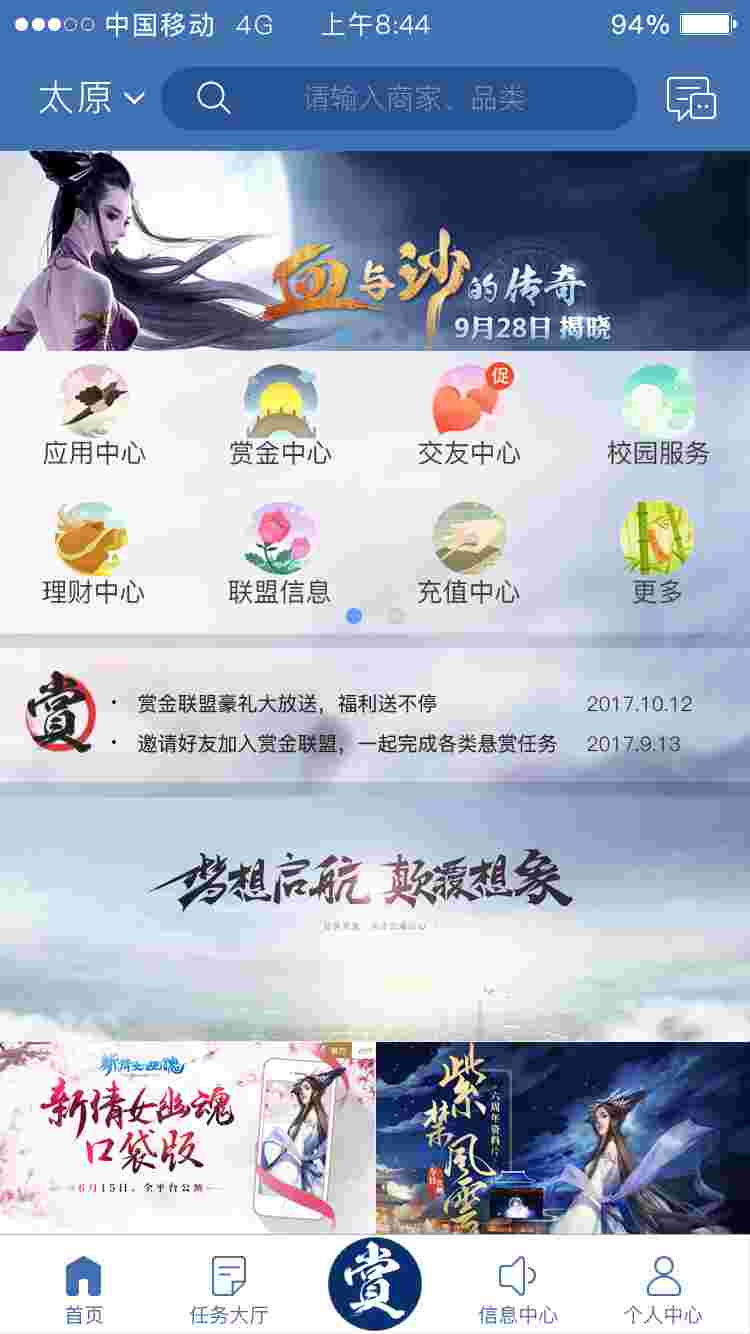 中国移动 4G 上午8:44 94%
太原 请输入商家、品类
血与沙的传奇
9月28日 揭晓
促
应用中心 赏金中心 交友中心 校园服务
理财中心 联盟信息 充值中心 更多
赏
· 赏金联盟豪礼大放送，福利送不停 2017.10.12
· 邀请好友加入赏金联盟，一起完成各类悬赏任务 2017.9.13
梦想启航 颠覆想象
新倩女幽魂
新倩女幽魂
口袋版
6月15日，全平台公测
紫禁风雲
六周年资料片
賞
首页 任务大厅 信息中心 个人中心